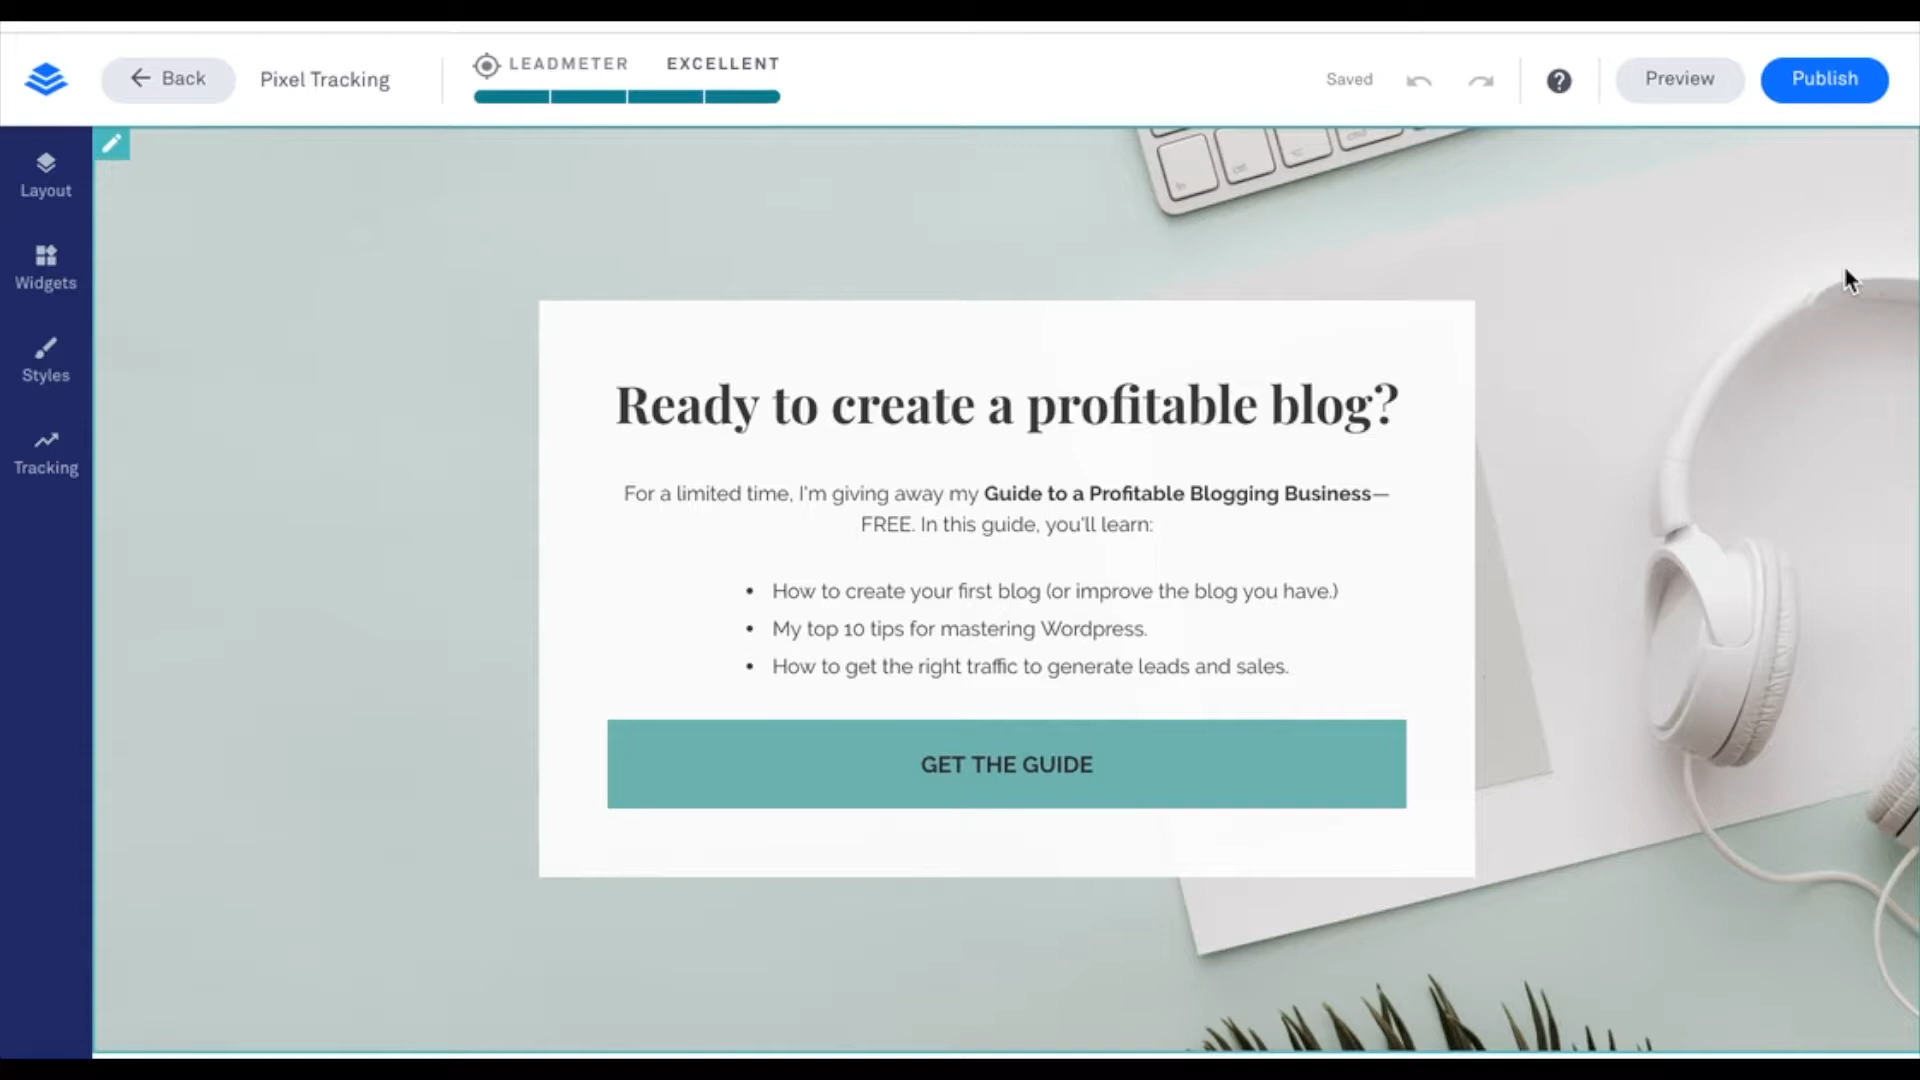 Back
Pixel Tracking
LEADMETER EXCELLENT
Saved
?
Preview
Publish
Layout
Widgets
Styles
Tracking
Ready to create a profitable blog?
For a limited time, I'm giving away my Guide to a Profitable Blogging Business—
FREE. In this guide, you'll learn:
• How to create your first blog (or improve the blog you have.)
• My top 10 tips for mastering Wordpress.
• How to get the right traffic to generate leads and sales.
GET THE GUIDE